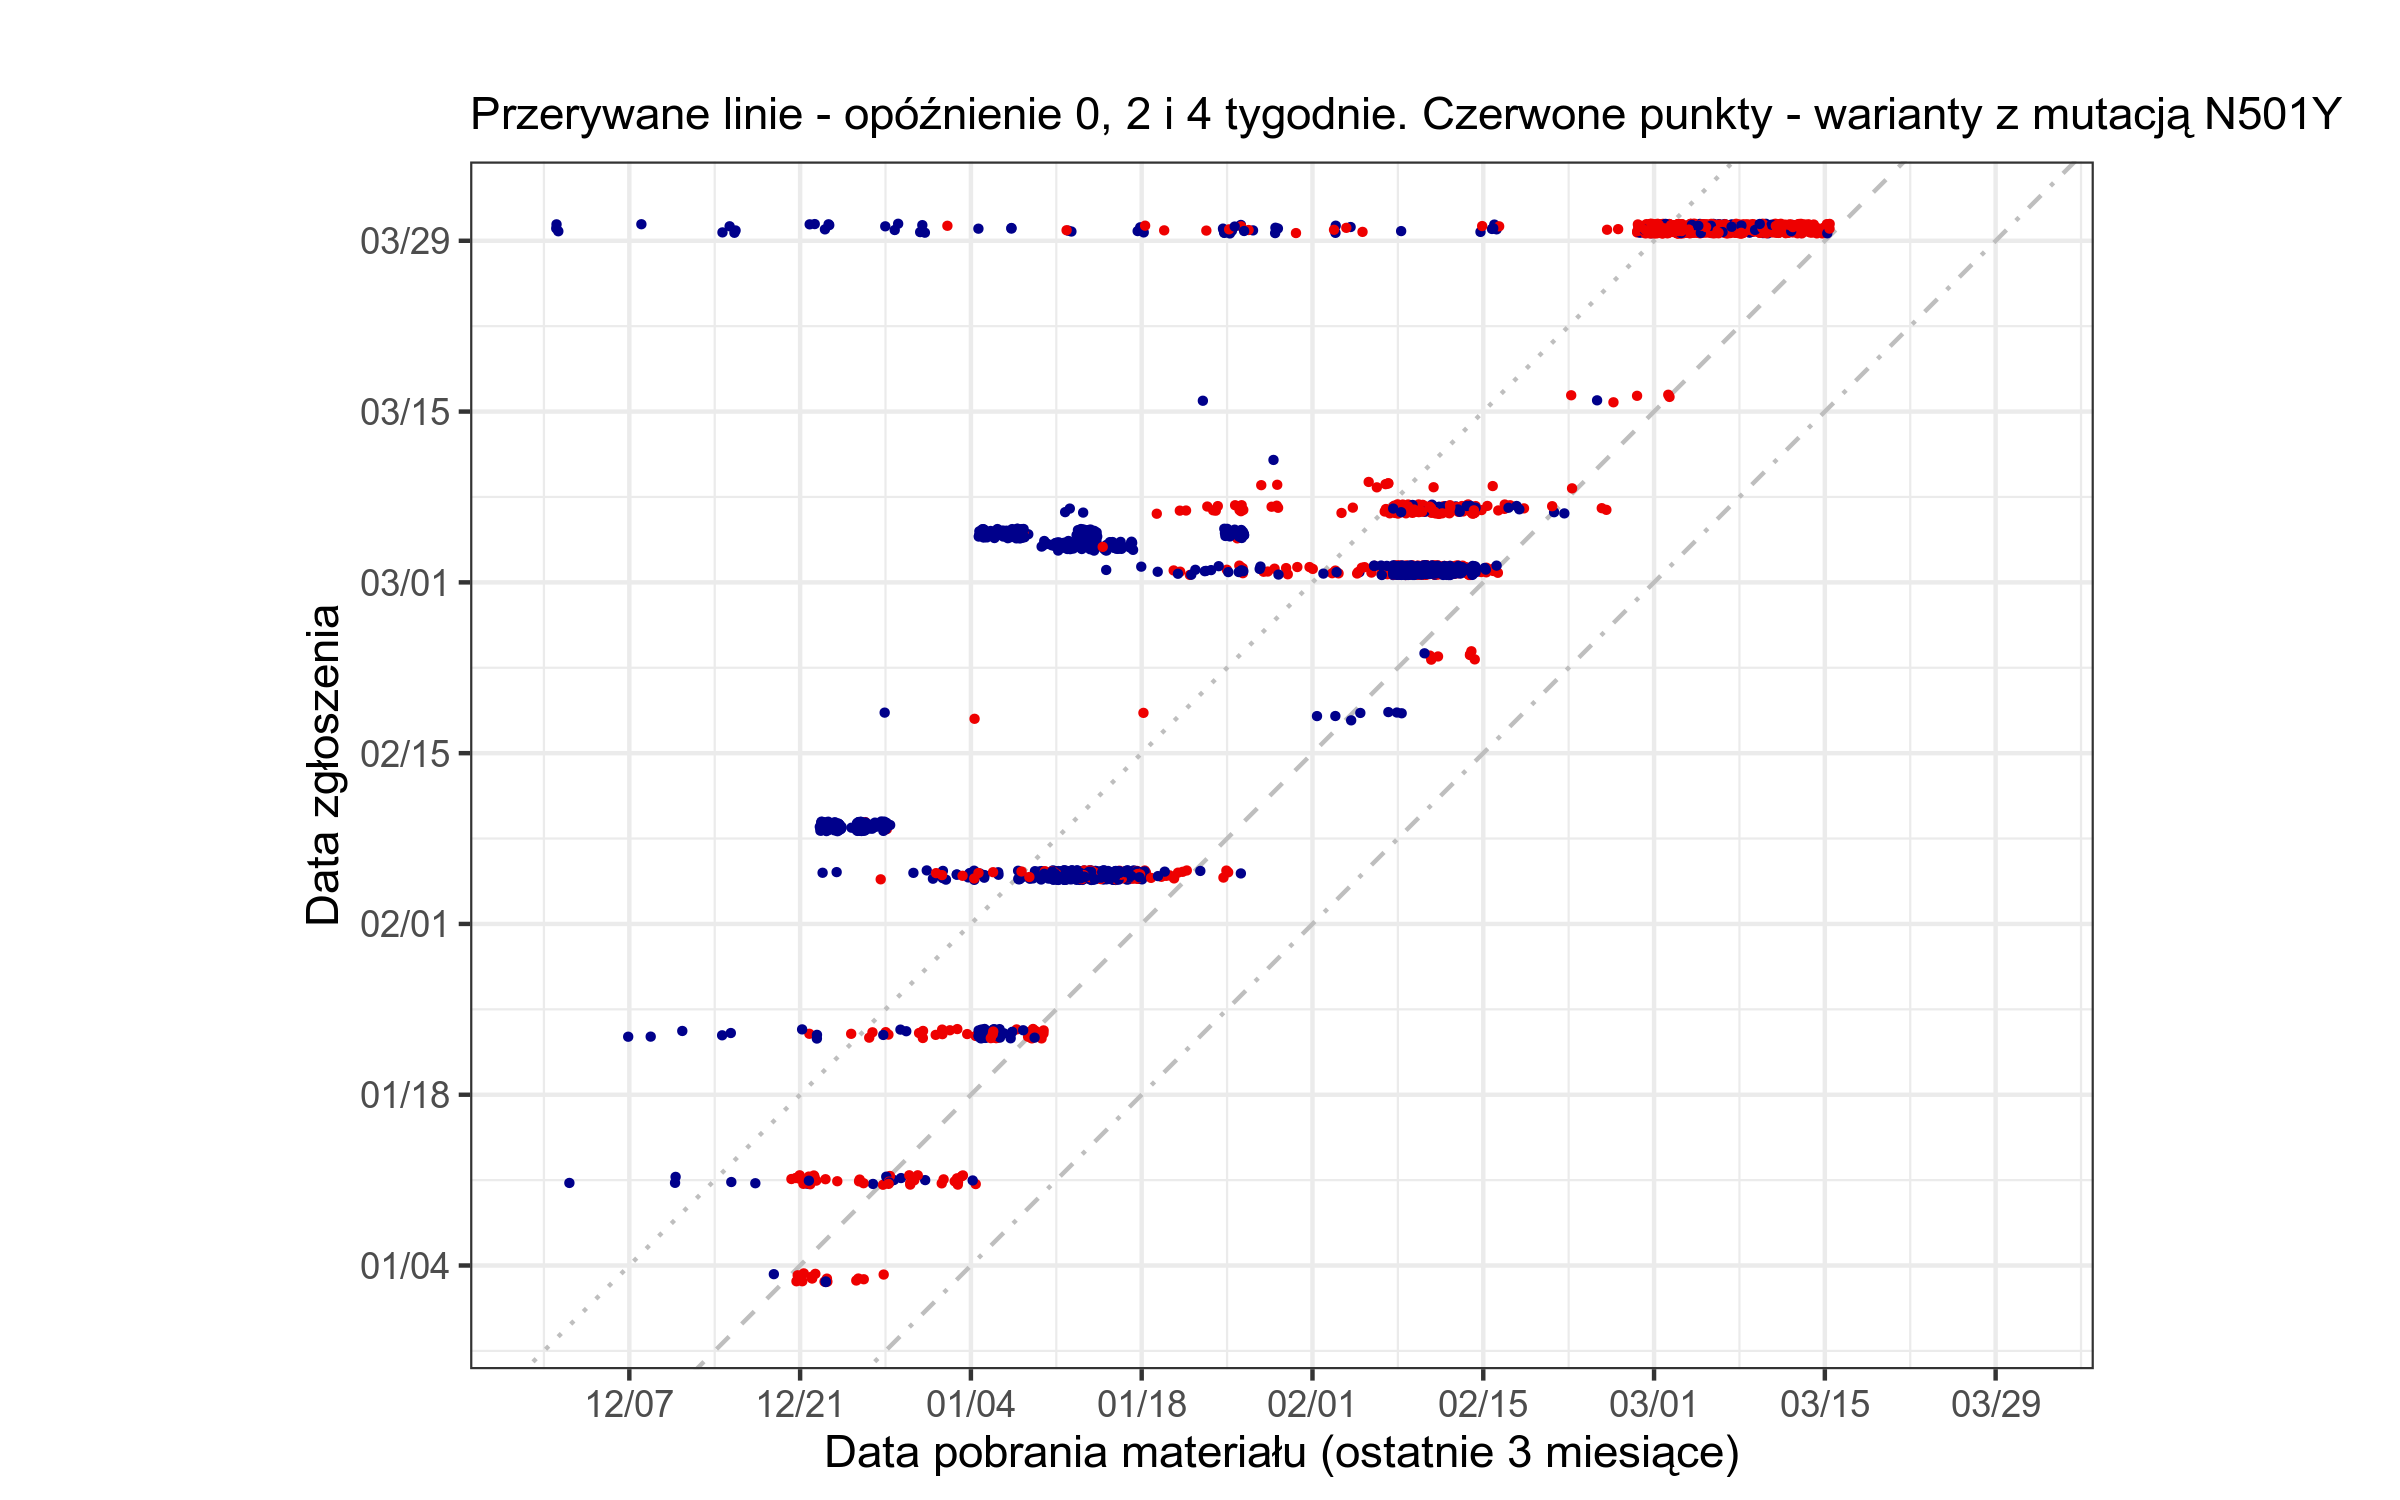 Przerywane linie - opóźnienie 0, 2 i 4 tygodnie. Czerwone punkty - warianty z mutacją N501Y
03/29
03/15
03/01
02/15
02/01
01/18
01/04
Data zgłoszenia
12/07 12/21 01/04 01/18 02/01 02/15 03/01 03/15 03/29
Data pobrania materiału (ostatnie 3 miesiące)